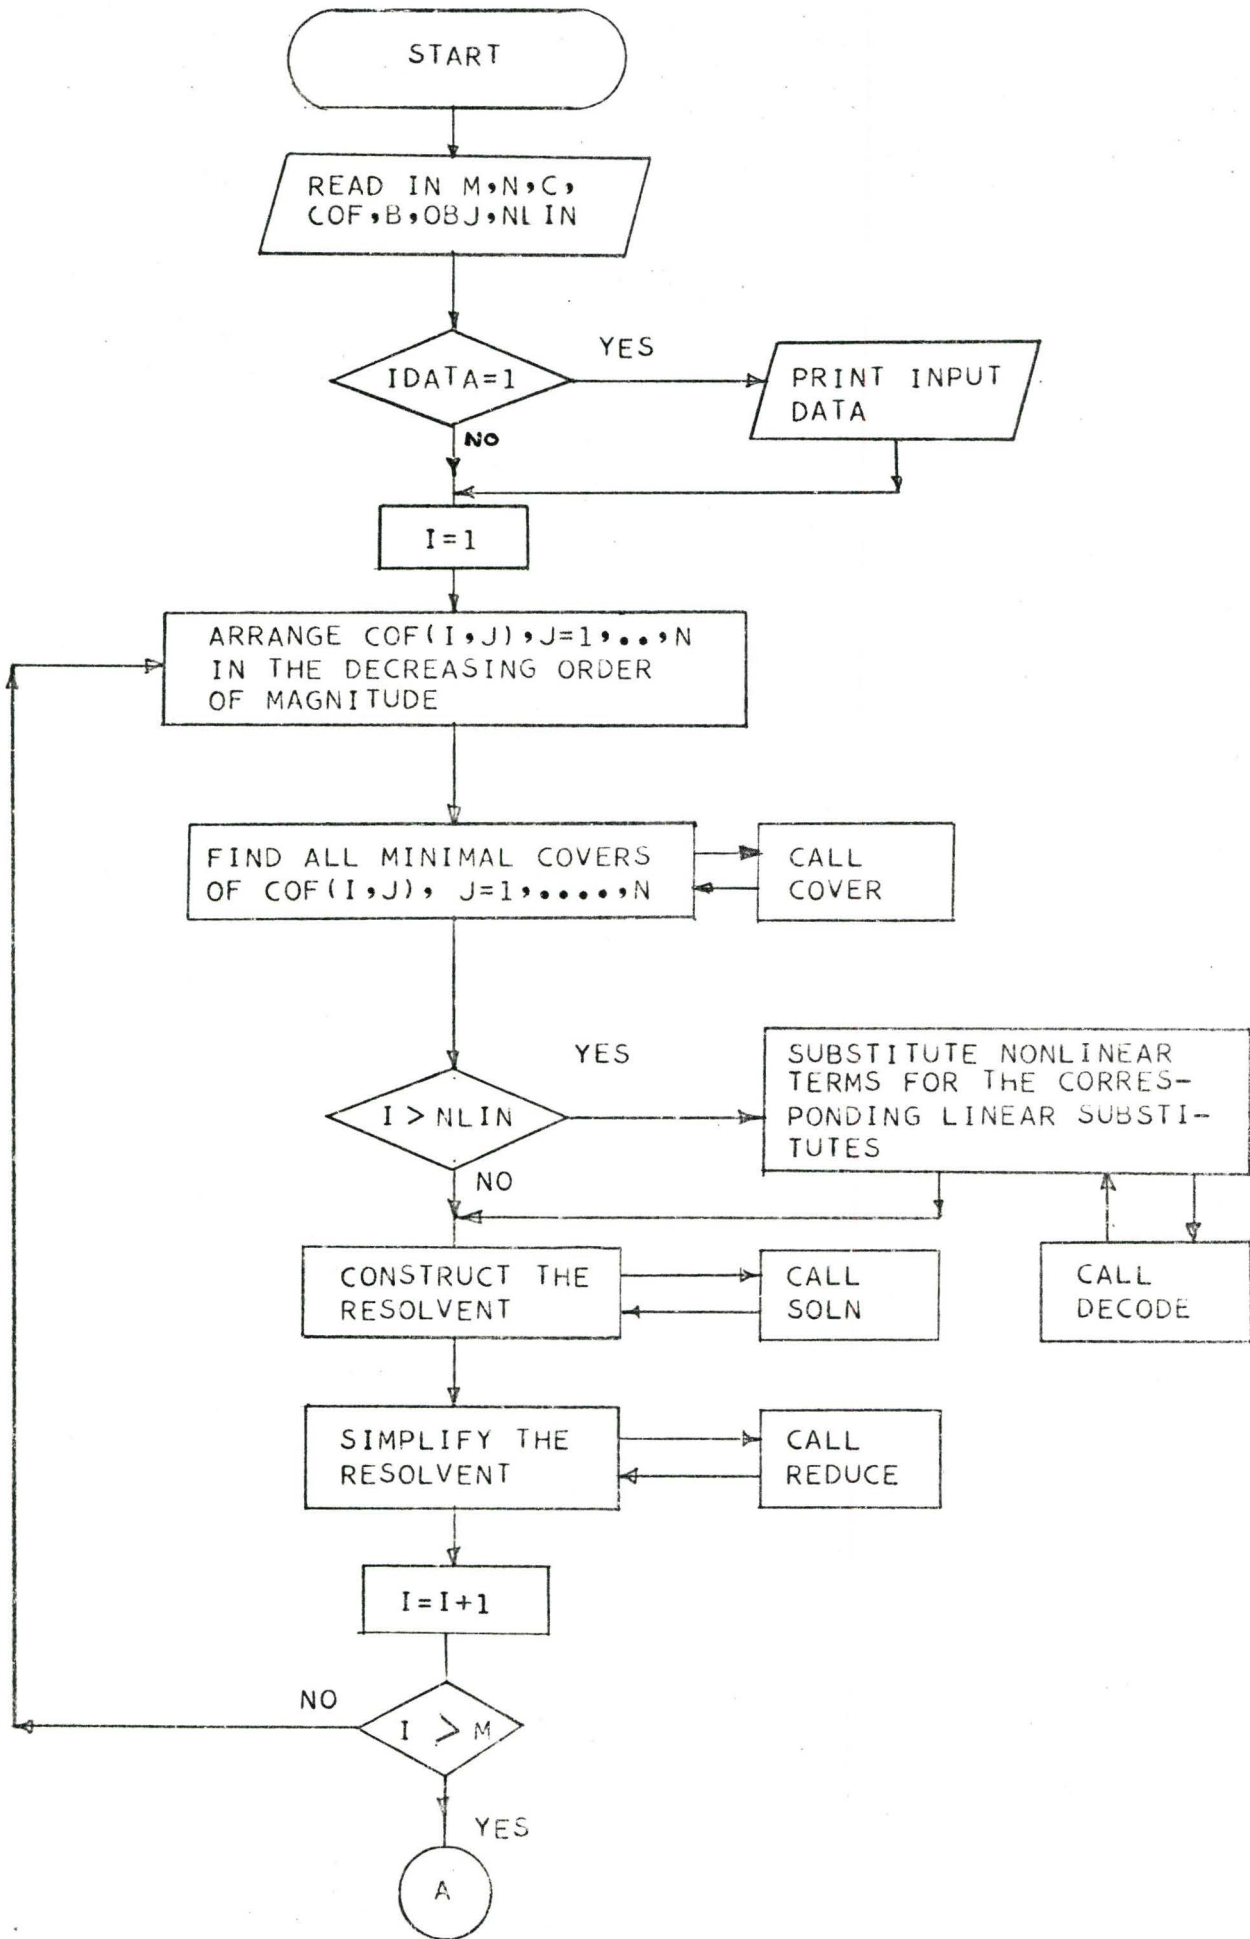 START
READ IN M,N,C,
COF,B,OBJ,NLIN
IDATA=1
YES
PRINT INPUT
DATA
NO
I=1
ARRANGE COF(I,J),J=1,..,N
IN THE DECREASING ORDER
OF MAGNITUDE
FIND ALL MINIMAL COVERS
OF COF(I,J), J=1,....,N
CALL
COVER
I > NLIN
YES
SUBSTITUTE NONLINEAR
TERMS FOR THE CORRES-
PONDING LINEAR SUBSTI-
TUTES
NO
CONSTRUCT THE
RESOLVENT
CALL
SOLN
CALL
DECODE
SIMPLIFY THE
RESOLVENT
CALL
REDUCE
I=I+1
NO
I > M
YES
A